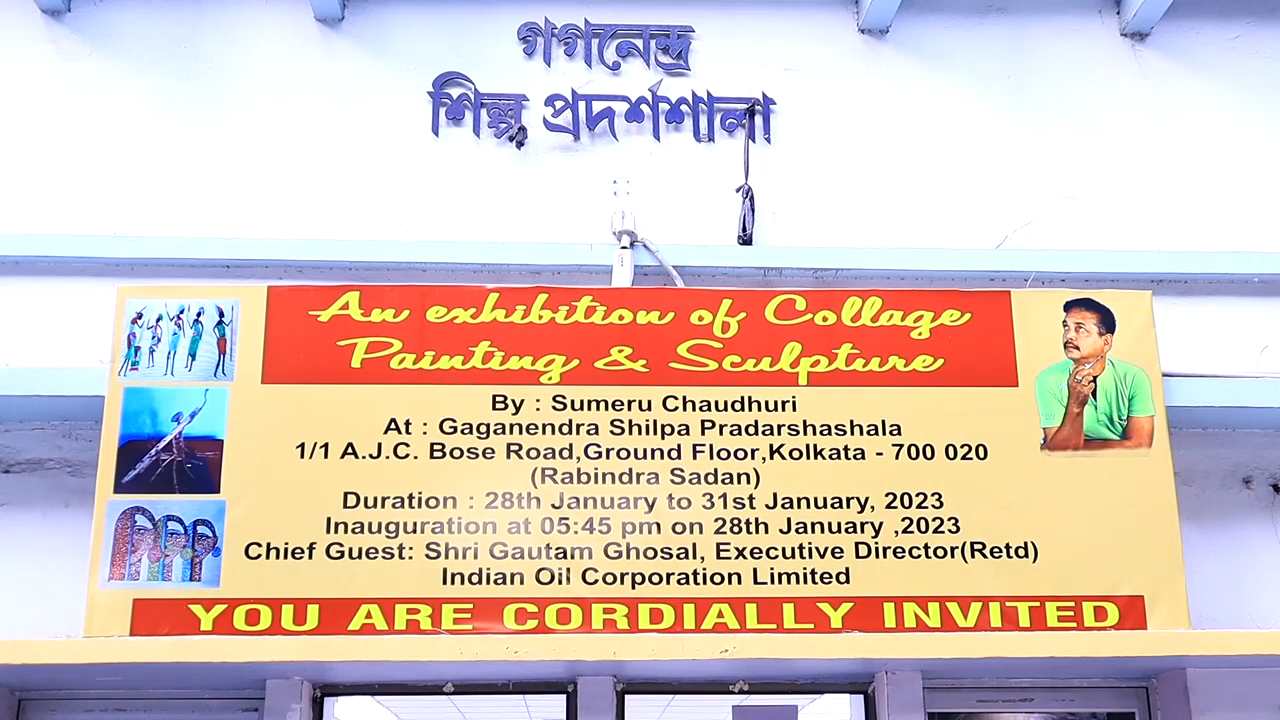 গগনেন্দ্র
শিল্প প্রদর্শশালা
An exhibition of Collage
Painting & Sculpture
By : Sumeru Chaudhuri
At : Gaganendra Shilpa Pradarshashala
1/1 A.J.C. Bose Road,Ground Floor,Kolkata - 700 020
(Rabindra Sadan)
Duration : 28th January to 31st January, 2023
Inauguration at 05:45 pm on 28th January ,2023
Chief Guest: Shri Gautam Ghosal, Executive Director(Retd)
Indian Oil Corporation Limited
YOU ARE CORDIALLY INVITED